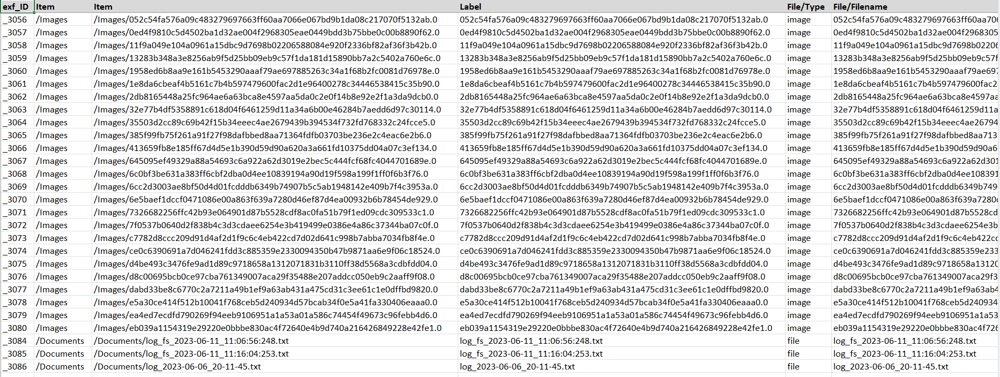 exf_ID Item Item Label File/Type File/Filename
_3056 /Images /Images/052c54fa576a09c483279697663ff60aa7066e067bd9b1da08c217070f5132ab.0 052c54fa576a09c483279697663ff60aa7066e067bd9b1da08c217070f5132ab.0 image 052c54fa576a09c483279697663ff60aa706
_3057 /Images /Images/0ed4f9810c5d4502ba1d32ae004f2968305eae0449bdd3b75bbe0c00b8890f62.0 0ed4f9810c5d4502ba1d32ae004f2968305eae0449bdd3b75bbe0c00b8890f62.0 image 0ed4f9810c5d4502ba1d32ae004f2968305
_3058 /Images /Images/11f9a049e104a0961a15dbc9d7698b02206588084e920f2336bf82af36f3b42b.0 11f9a049e104a0961a15dbc9d7698b02206588084e920f2336bf82af36f3b42b.0 image 11f9a049e104a0961a15dbc9d7698b02206
_3059 /Images /Images/13283b348a3e8256ab9f5d25bb09eb9c57f1da181d15890bb7a2c5402a760e6c.0 13283b348a3e8256ab9f5d25bb09eb9c57f1da181d15890bb7a2c5402a760e6c.0 image 13283b348a3e8256ab9f5d25bb09eb9c57f
_3060 /Images /Images/1958ed6b8aa9e161b5453290aaaf79ae697885263c34a1f68b2fc0081d76978e.0 1958ed6b8aa9e161b5453290aaaf79ae697885263c34a1f68b2fc0081d76978e.0 image 1958ed6b8aa9e161b5453290aaaf79ae697
_3061 /Images /Images/1e8da6cbeaf4b5161c7b4b597479600fac2d1e96400278c34446538415c35b90.0 1e8da6cbeaf4b5161c7b4b597479600fac2d1e96400278c34446538415c35b90.0 image 1e8da6cbeaf4b5161c7b4b597479600fac2
_3062 /Images /Images/2db8165448a25fc964ae6a63bca8e4597aa5da0c2e0f14b8e92e2f1a3da9dcb0.0 2db8165448a25fc964ae6a63bca8e4597aa5da0c2e0f14b8e92e2f1a3da9dcb0.0 image 2db8165448a25fc964ae6a63bca8e4597aa
_3063 /Images /Images/32e77b4df5358891c618d04f6461259d11a34a6b00e46284b7aedd6d97c30114.0 32e77b4df5358891c618d04f6461259d11a34a6b00e46284b7aedd6d97c30114.0 image 32e77b4df5358891c618d04f6461259d11a
_3064 /Images /Images/35503d2cc89c69b42f15b34eeec4ae2679439b394534f732fd768332c24fcce5.0 35503d2cc89c69b42f15b34eeec4ae2679439b394534f732fd768332c24fcce5.0 image 35503d2cc89c69b42f15b34eeec4ae26794
_3065 /Images /Images/385f99fb75f261a91f27f98dafbbed8aa71364fdfb03703bc236e2c4eac6e2b6.0 385f99fb75f261a91f27f98dafbbed8aa71364fdfb03703bc236e2c4eac6e2b6.0 image 385f99fb75f261a91f27f98dafbbed8aa713
_3066 /Images /Images/413659fb8e185ff67d4d5e1b390d59d90a620a3a661fd10375dd04a07c3ef134.0 413659fb8e185ff67d4d5e1b390d59d90a620a3a661fd10375dd04a07c3ef134.0 image 413659fb8e185ff67d4d5e1b390d59d90a6
_3067 /Images /Images/645095ef49329a88a54693c6a922a62d3019e2bec5c444fcf68fc4044701689e.0 645095ef49329a88a54693c6a922a62d3019e2bec5c444fcf68fc4044701689e.0 image 645095ef49329a88a54693c6a922a62d301
_3068 /Images /Images/6c0bf3be631a383ff6cbf2dba0d4ee10839194a90d19f598a199f1ff0f6b3f76.0 6c0bf3be631a383ff6cbf2dba0d4ee10839194a90d19f598a199f1ff0f6b3f76.0 image 6c0bf3be631a383ff6cbf2dba0d4ee108391
_3069 /Images /Images/6cc2d3003ae8bf50d4d01fcdddb6349b74907b5c5ab1948142e409b7f4c3953a.0 6cc2d3003ae8bf50d4d01fcdddb6349b74907b5c5ab1948142e409b7f4c3953a.0 image 6cc2d3003ae8bf50d4d01fcdddb6349b749
_3070 /Images /Images/6e5baef1dccf0471086e00a863f639a7280d46ef87d4ea00932b6b78454de929.0 6e5baef1dccf0471086e00a863f639a7280d46ef87d4ea00932b6b78454de929.0 image 6e5baef1dccf0471086e00a863f639a7280
_3071 /Images /Images/7326682256ffc42b93e064901d87b5528cdf8ac0fa51b79f1ed09cdc309533c1.0 7326682256ffc42b93e064901d87b5528cdf8ac0fa51b79f1ed09cdc309533c1.0 image 7326682256ffc42b93e064901d87b5528cd
_3072 /Images /Images/7f0537b0640d2f838b4c3d3cdaee6254e3b419499e0386e4a86c37344ba07c0f.0 7f0537b0640d2f838b4c3d3cdaee6254e3b419499e0386e4a86c37344ba07c0f.0 image 7f0537b0640d2f838b4c3d3cdaee6254e3b
_3073 /Images /Images/c7782d8ccc209d91d4af2d1f9c6c4eb422cd7d02d641c998b7abba7034fb8f4e.0 c7782d8ccc209d91d4af2d1f9c6c4eb422cd7d02d641c998b7abba7034fb8f4e.0 image c7782d8ccc209d91d4af2d1f9c6c4eb422c
_3074 /Images /Images/ce0c6390691a7d046241fdd3c885359e2330094350b47b9871aa6e9f06c18524.0 ce0c6390691a7d046241fdd3c885359e2330094350b47b9871aa6e9f06c18524.0 image ce0c6390691a7d046241fdd3c885359e233
_3075 /Images /Images/d4be493c3476fe9ad1d89c9718658a1312071831b3110ff38d5568a3cdbfdd04.0 d4be493c3476fe9ad1d89c9718658a1312071831b3110ff38d5568a3cdbfdd04.0 image d4be493c3476fe9ad1d89c9718658a13120
_3076 /Images /Images/d8c00695bcb0ce97cba761349007aca29f35488e207addcc050eb9c2aaff9f08.0 d8c00695bcb0ce97cba761349007aca29f35488e207addcc050eb9c2aaff9f08.0 image d8c00695bcb0ce97cba761349007aca29f3
_3077 /Images /Images/dabd33be8c6770c2a7211a49b1ef9a63ab431a475cd31c3ee61c1e0dffbd9820.0 dabd33be8c6770c2a7211a49b1ef9a63ab431a475cd31c3ee61c1e0dffbd9820.0 image dabd33be8c6770c2a7211a49b1ef9a63ab4
_3078 /Images /Images/e5a30ce414f512b10041f768ceb5d240934d57bcab34f0e5a41fa330406eaaa0.0 e5a30ce414f512b10041f768ceb5d240934d57bcab34f0e5a41fa330406eaaa0.0 image e5a30ce414f512b10041f768ceb5d240934
_3079 /Images /Images/ea4ed7ecdfd790269f94eeb9106951a1a53a01a586c74454f49673c96febb4d6.0 ea4ed7ecdfd790269f94eeb9106951a1a53a01a586c74454f49673c96febb4d6.0 image ea4ed7ecdfd790269f94eeb9106951a1a53
_3080 /Images /Images/eb039a1154319e29220e0bbbe830ac4f72640e4b9d740a216426849228e42fe1.0 eb039a1154319e29220e0bbbe830ac4f72640e4b9d740a216426849228e42fe1.0 image eb039a1154319e29220e0bbbe830ac4f726
_3084 /Documents /Documents/log_fs_2023-06-11_11:06:56:248.txt log_fs_2023-06-11_11:06:56:248.txt file log_fs_2023-06-11_11:06:56:248.txt
_3085 /Documents /Documents/log_fs_2023-06-11_11:16:04:253.txt log_fs_2023-06-11_11:16:04:253.txt file log_fs_2023-06-11_11:16:04:253.txt
_3086 /Documents /Documents/log_2023-06-06_20-11-45.txt log_2023-06-06_20-11-45.txt file log_2023-06-06_20-11-45.txt